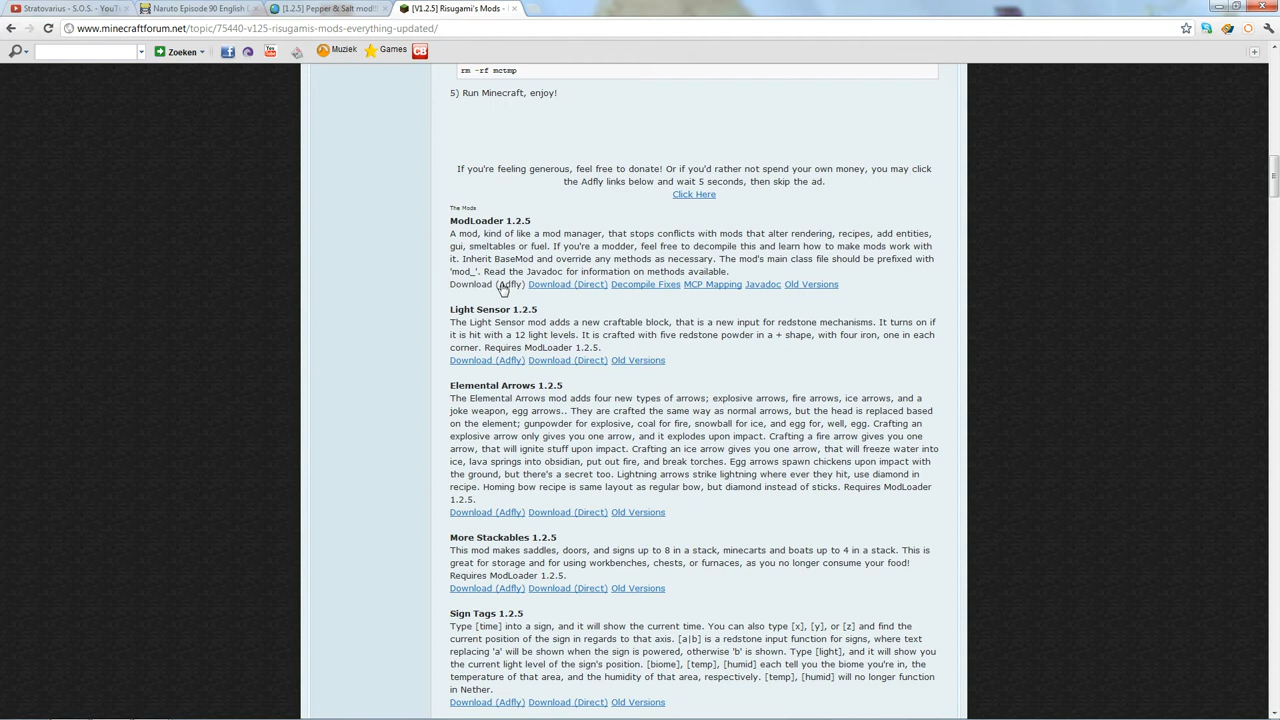 Stratovarius - S.O.S. - YouT
Naruto Episode 90 English [
[1.2.5] Pepper & Salt mod!!!
[V1.2.5] Risugami's Mods -
www.minecraftforum.net/topic/75440-v125-risugamis-mods-everything-updated/
Zoeken
Muziek
Games
rm -rf mctmp
5) Run Minecraft, enjoy!
If you're feeling generous, feel free to donate! Or if you'd rather not spend your own money, you may click
the Adfly links below and wait 5 seconds, then skip the ad.
Click Here
The Mods
ModLoader 1.2.5
A mod, kind of like a mod manager, that stops conflicts with mods that alter rendering, recipes, add entities,
gui, smeltables or fuel. If you're a modder, feel free to decompile this and learn how to make mods work with
it. Inherit BaseMod and override any methods as necessary. The mod's main class file should be prefixed with
'mod_'. Read the Javadoc for information on methods available.
Download (Adfly) Download (Direct) Decompile Fixes MCP Mapping Javadoc Old Versions
Light Sensor 1.2.5
The Light Sensor mod adds a new craftable block, that is a new input for redstone mechanisms. It turns on if
it is hit with a 12 light levels. It is crafted with five redstone powder in a + shape, with four iron, one in each
corner. Requires ModLoader 1.2.5.
Download (Adfly) Download (Direct) Old Versions
Elemental Arrows 1.2.5
The Elemental Arrows mod adds four new types of arrows; explosive arrows, fire arrows, ice arrows, and a
joke weapon, egg arrows.. They are crafted the same way as normal arrows, but the head is replaced based
on the element; gunpowder for explosive, coal for fire, snowball for ice, and egg for, well, egg. Crafting an
explosive arrow only gives you one arrow, and it explodes upon impact. Crafting a fire arrow gives you one
arrow, that will ignite stuff upon impact. Crafting an ice arrow gives you one arrow, that will freeze water into
ice, lava springs into obsidian, put out fire, and break torches. Egg arrows spawn chickens upon impact with
the ground, but there's a secret too. Lightning arrows strike lightning where ever they hit, use diamond in
recipe. Homing bow recipe is same layout as regular bow, but diamond instead of sticks. Requires ModLoader
1.2.5.
Download (Adfly) Download (Direct) Old Versions
More Stackables 1.2.5
This mod makes saddles, doors, and signs up to 8 in a stack, minecarts and boats up to 4 in a stack. This is
great for storage and for using workbenches, chests, or furnaces, as you no longer consume your food!
Requires ModLoader 1.2.5.
Download (Adfly) Download (Direct) Old Versions
Sign Tags 1.2.5
Type [time] into a sign, and it will show the current time. You can also type [x], [y], or [z] and find the
current position of the sign in regards to that axis. [a|b] is a redstone input function for signs, where text
replacing 'a' will be shown when the sign is powered, otherwise 'b' is shown. Type [light], and it will show you
the current light level of the sign's position. [biome], [temp], [humid] each tell you the biome you're in, the
temperature of that area, and the humidity of that area, respectively. [temp], [humid] will no longer function
in Nether.
Download (Adfly) Download (Direct) Old Versions